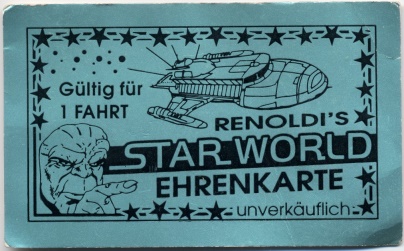 Gültig für
1 FAHRT
RENOLDI'S
STAR WORLD
EHRENKARTE
unverkäuflich